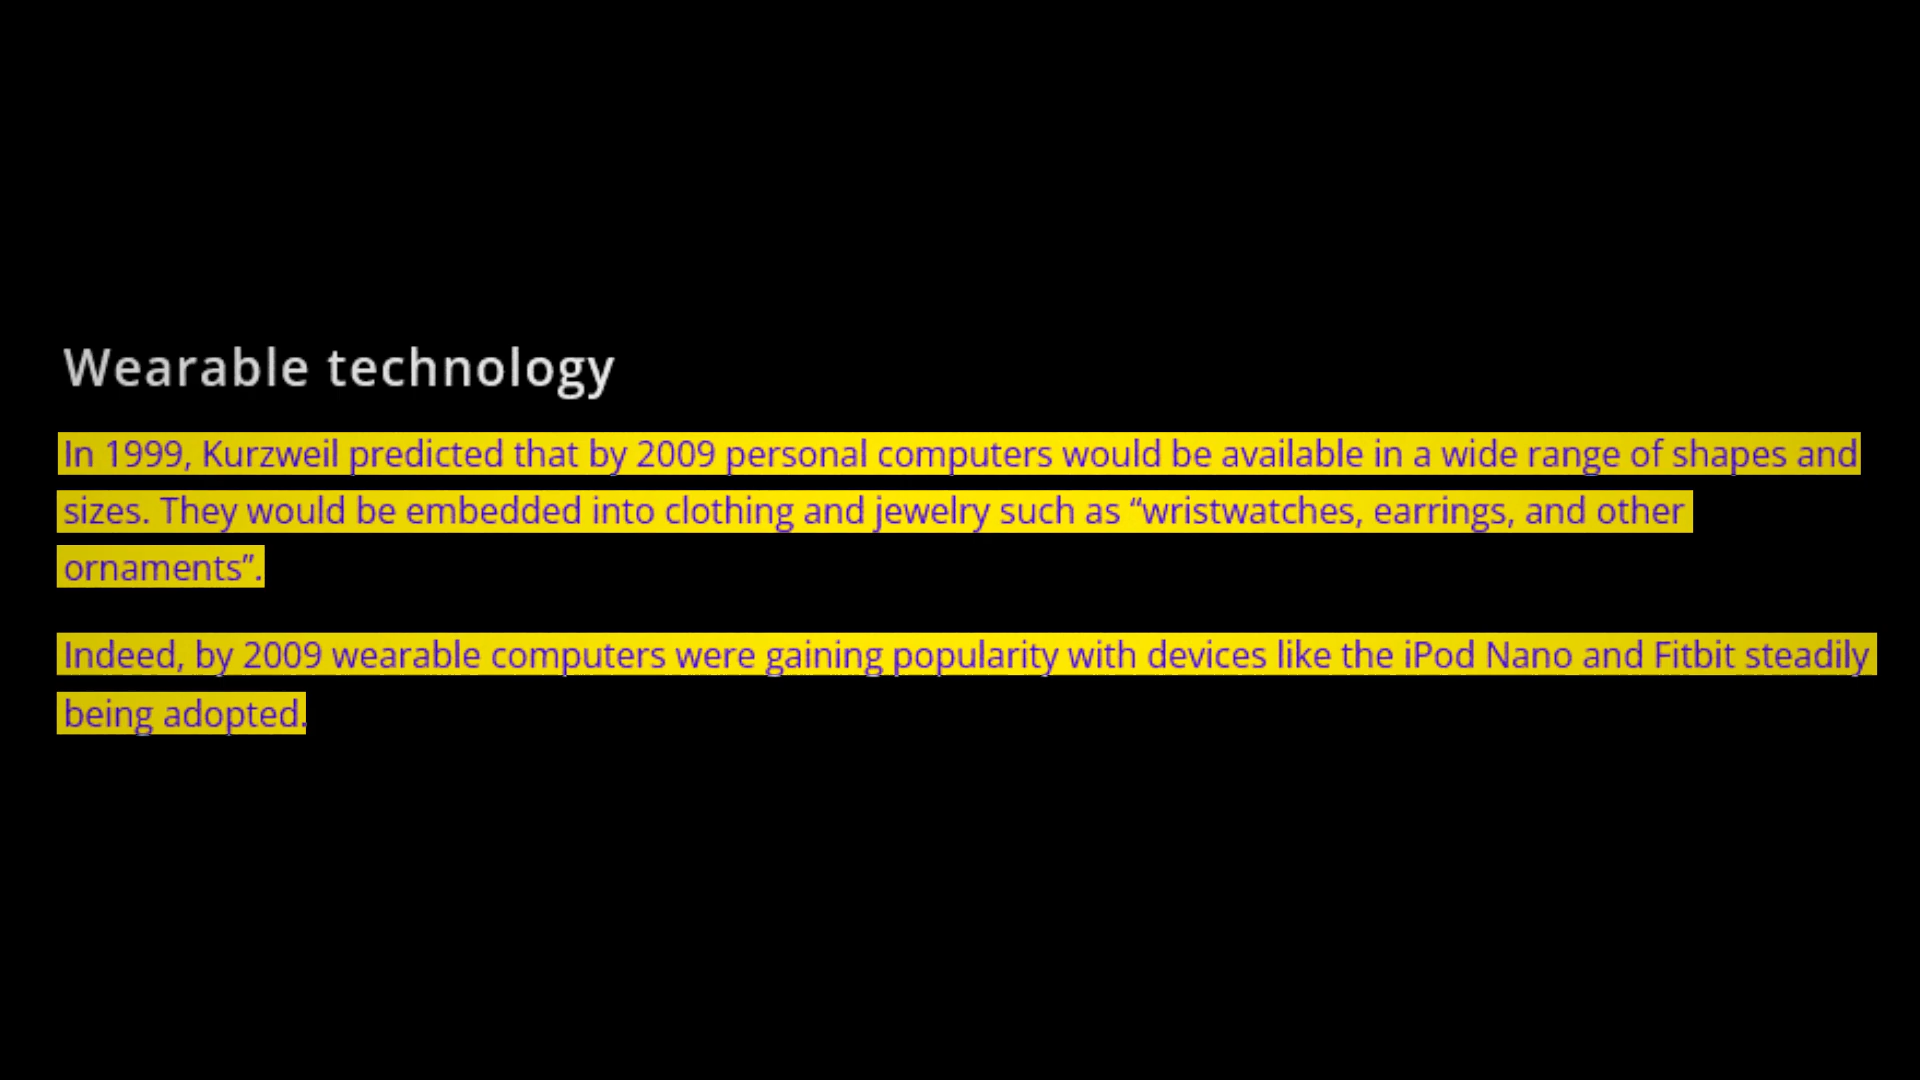 Wearable technology
In 1999, Kurzweil predicted that by 2009 personal computers would be available in a wide range of shapes and
sizes. They would be embedded into clothing and jewelry such as “wristwatches, earrings, and other
ornaments”.
Indeed, by 2009 wearable computers were gaining popularity with devices like the iPod Nano and Fitbit steadily
being adopted.